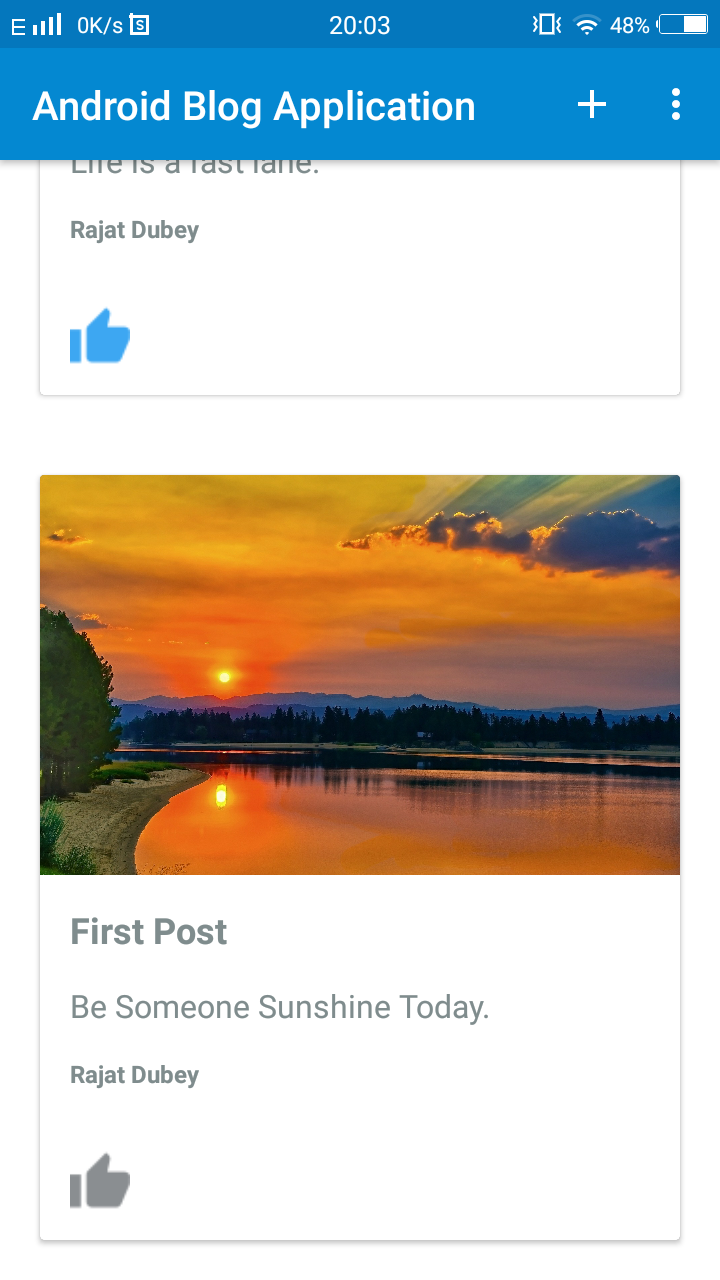 E 0K/s S 20:03 48%
Android Blog Application
Life is a fast lane.
Rajat Dubey
First Post
Be Someone Sunshine Today.
Rajat Dubey